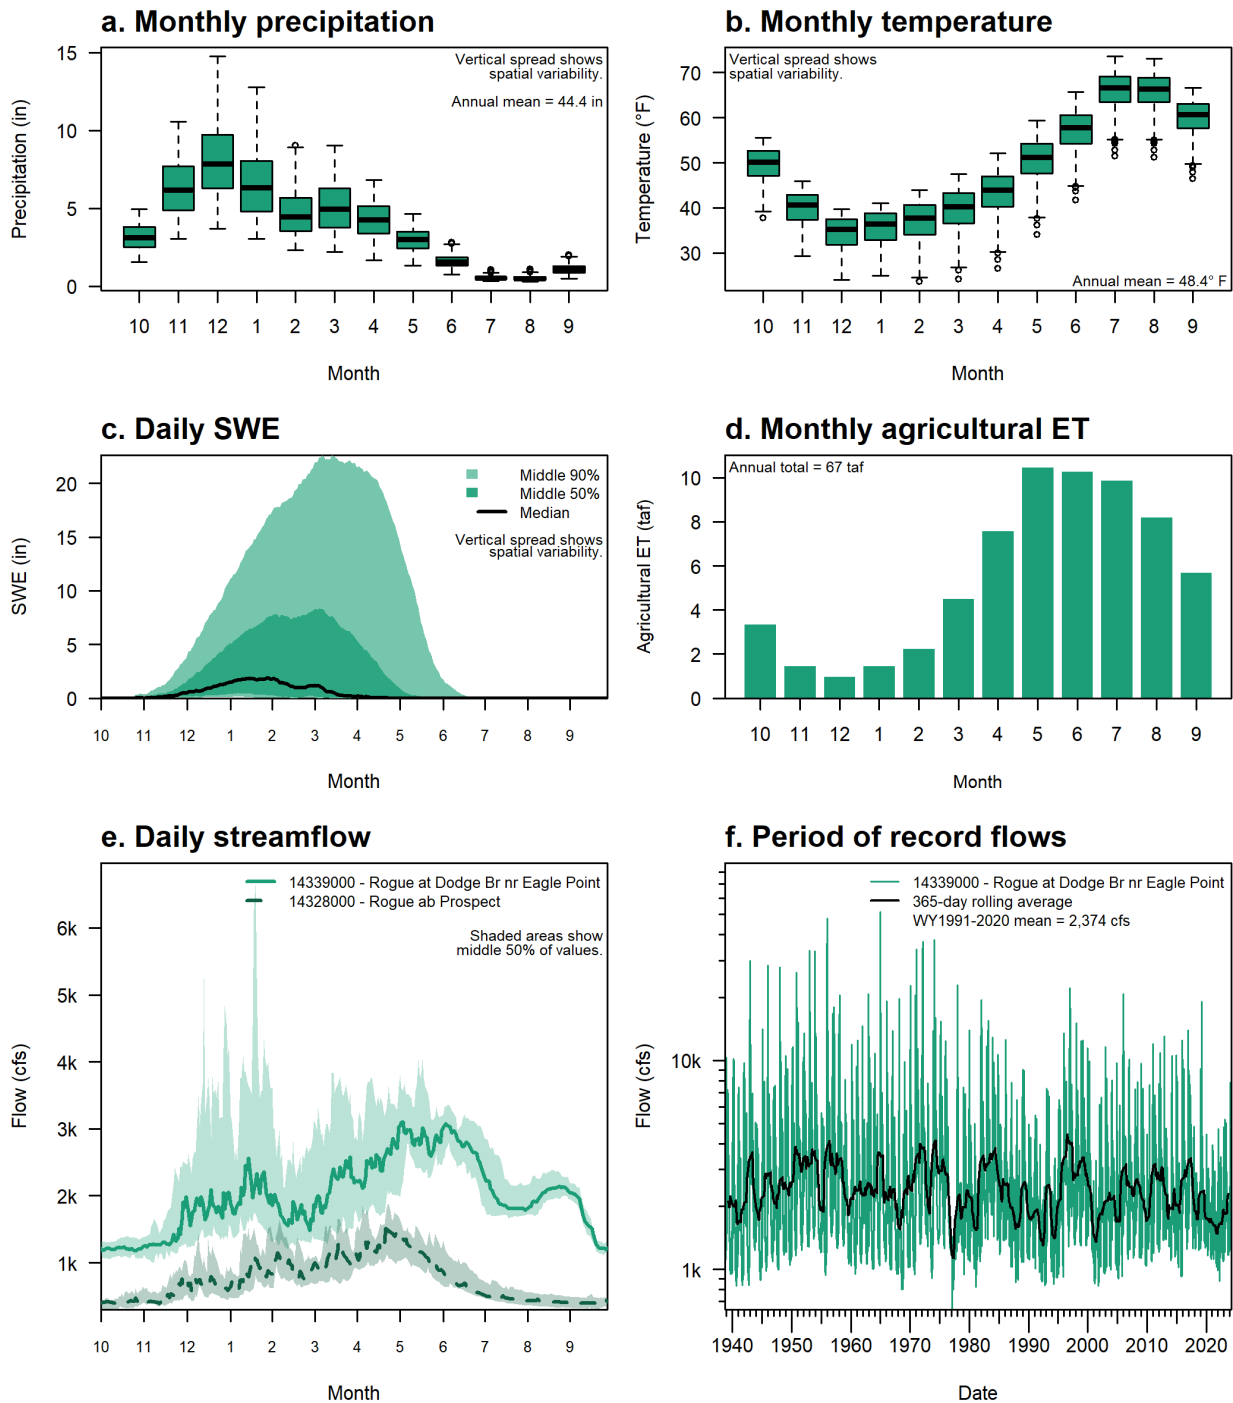 a. Monthly precipitation
Vertical spread shows
spatial variability.
Annual mean = 44.4 in
Precipitation (in)
15
10
5
0
10 11 12 1 2 3 4 5 6 7 8 9
Month
b. Monthly temperature
Vertical spread shows
spatial variability.
Annual mean = 48.4° F
Temperature (°F)
70
60
50
40
30
10 11 12 1 2 3 4 5 6 7 8 9
Month
c. Daily SWE
Middle 90%
Middle 50%
Median
Vertical spread shows
spatial variability.
SWE (in)
20
15
10
5
0
10 11 12 1 2 3 4 5 6 7 8 9
Month
d. Monthly agricultural ET
Annual total = 67 taf
Agricultural ET (taf)
10
8
6
4
2
0
10 11 12 1 2 3 4 5 6 7 8 9
Month
e. Daily streamflow
14339000 - Rogue at Dodge Br nr Eagle Point
14328000 - Rogue ab Prospect
Shaded areas show
middle 50% of values.
Flow (cfs)
6k
5k
4k
3k
2k
1k
10 11 12 1 2 3 4 5 6 7 8 9
Month
f. Period of record flows
14339000 - Rogue at Dodge Br nr Eagle Point
365-day rolling average
WY1991-2020 mean = 2,374 cfs
Flow (cfs)
10k
1k
1940 1950 1960 1970 1980 1990 2000 2010 2020
Date